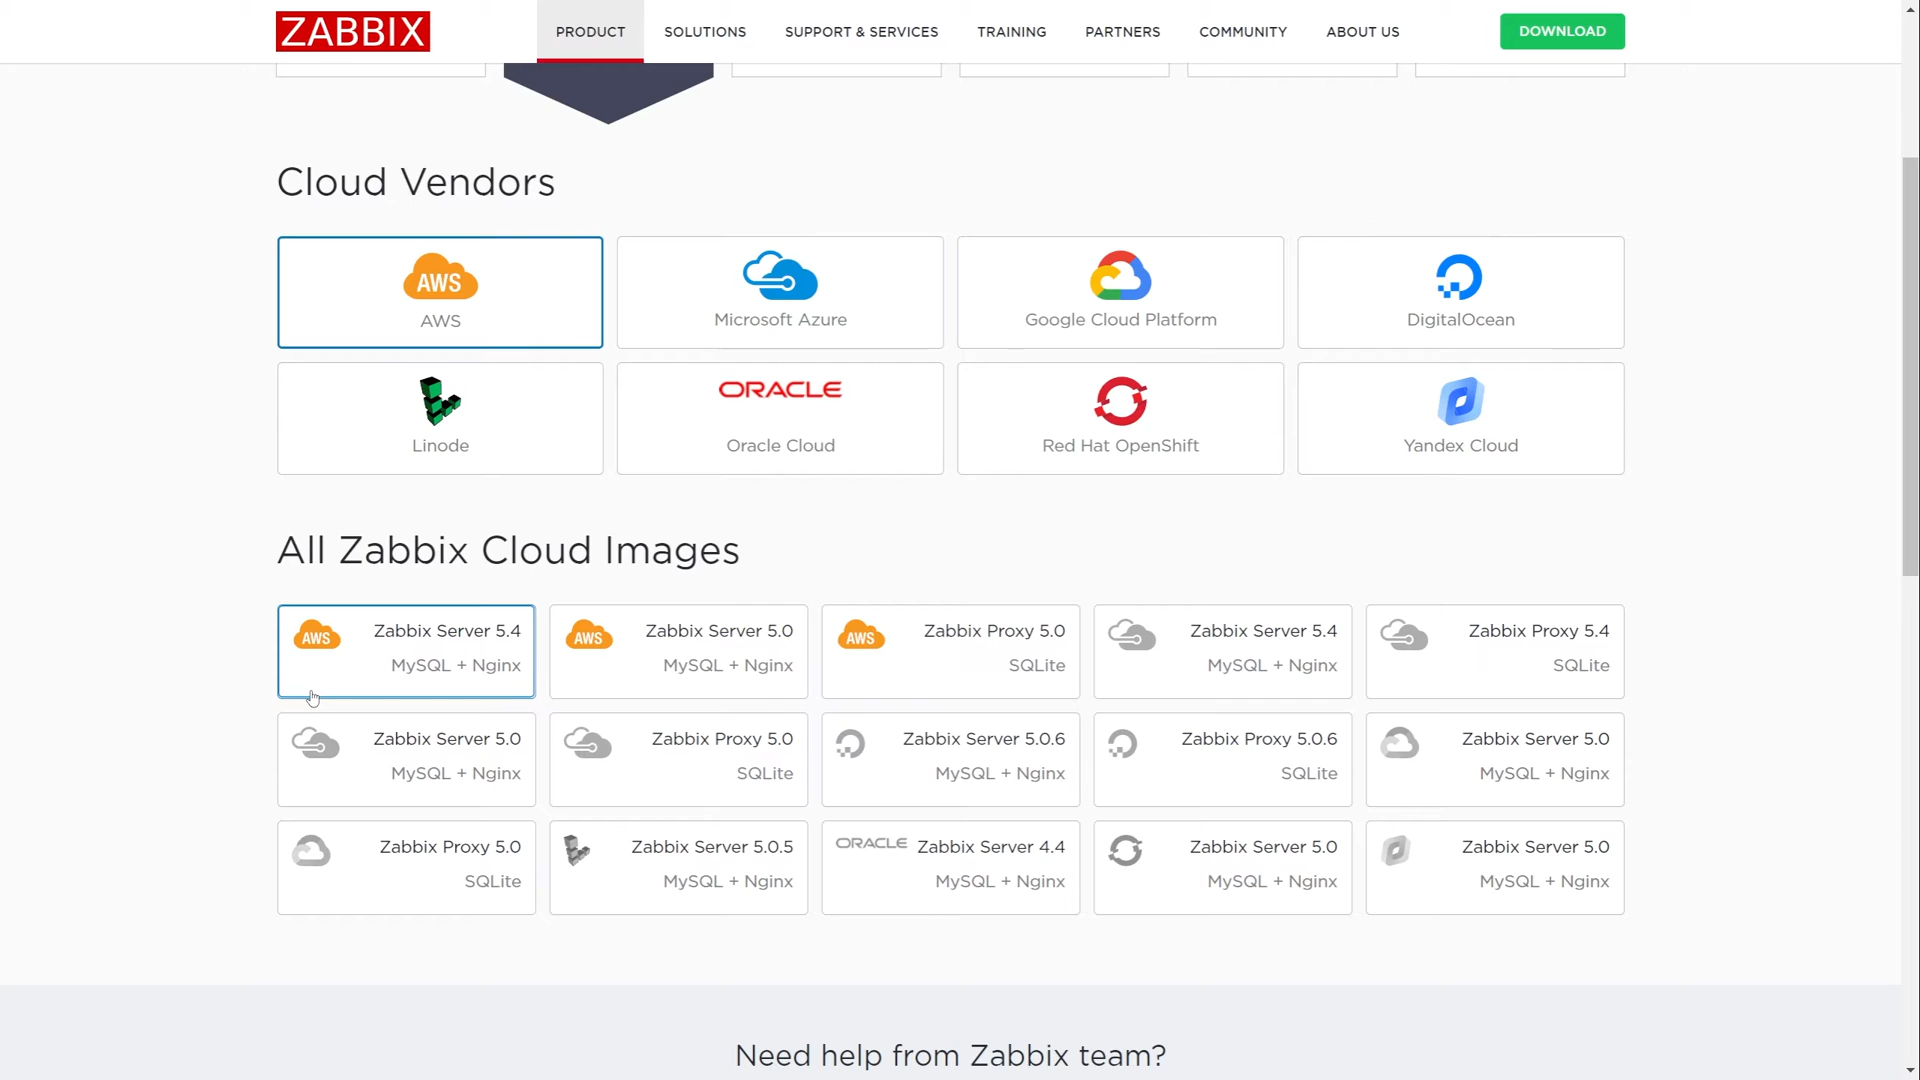 ZABBIX
PRODUCT
SOLUTIONS
SUPPORT & SERVICES
TRAINING
PARTNERS
COMMUNITY
ABOUT US
DOWNLOAD
Cloud Vendors
AWS
AWS
Microsoft Azure
Google Cloud Platform
DigitalOcean
Linode
ORACLE
Oracle Cloud
Red Hat OpenShift
Yandex Cloud
All Zabbix Cloud Images
AWS
Zabbix Server 5.4
MySQL + Nginx
AWS
Zabbix Server 5.0
MySQL + Nginx
AWS
Zabbix Proxy 5.0
SQLite
Zabbix Server 5.4
MySQL + Nginx
Zabbix Proxy 5.4
SQLite
Zabbix Server 5.0
MySQL + Nginx
Zabbix Proxy 5.0
SQLite
Zabbix Server 5.0.6
MySQL + Nginx
Zabbix Proxy 5.0.6
SQLite
Zabbix Server 5.0
MySQL + Nginx
Zabbix Proxy 5.0
SQLite
Zabbix Server 5.0.5
MySQL + Nginx
ORACLE
Zabbix Server 4.4
MySQL + Nginx
Zabbix Server 5.0
MySQL + Nginx
Zabbix Server 5.0
MySQL + Nginx
Need help from Zabbix team?